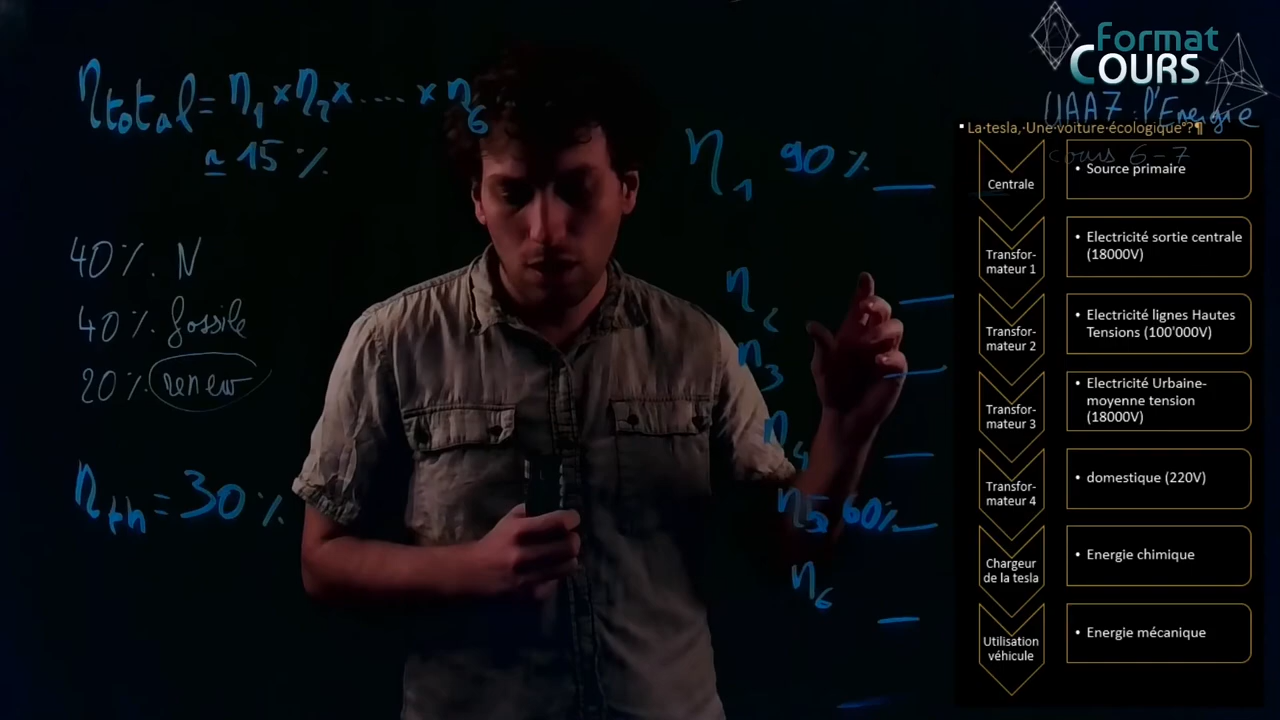 ηtotal = η1 × η2 × .... × η6
≈ 15 %
40 % N
40 % fossile
20 % renew
ηth = 30 %
η1 90 %
η2
η3
η4
η5 60 %
η6
Format
COURS
UAA7 : l'Energie
cours 6-7
▪ La·tesla,·Une·voiture·écologique°?¶
Centrale
• Source primaire
Transfor-
mateur 1
• Electricité sortie centrale
(18000V)
Transfor-
mateur 2
• Electricité lignes Hautes
Tensions (100'000V)
Transfor-
mateur 3
• Electricité Urbaine-
moyenne tension
(18000V)
Transfor-
mateur 4
• domestique (220V)
Chargeur
de la tesla
• Energie chimique
Utilisation
véhicule
• Energie mécanique